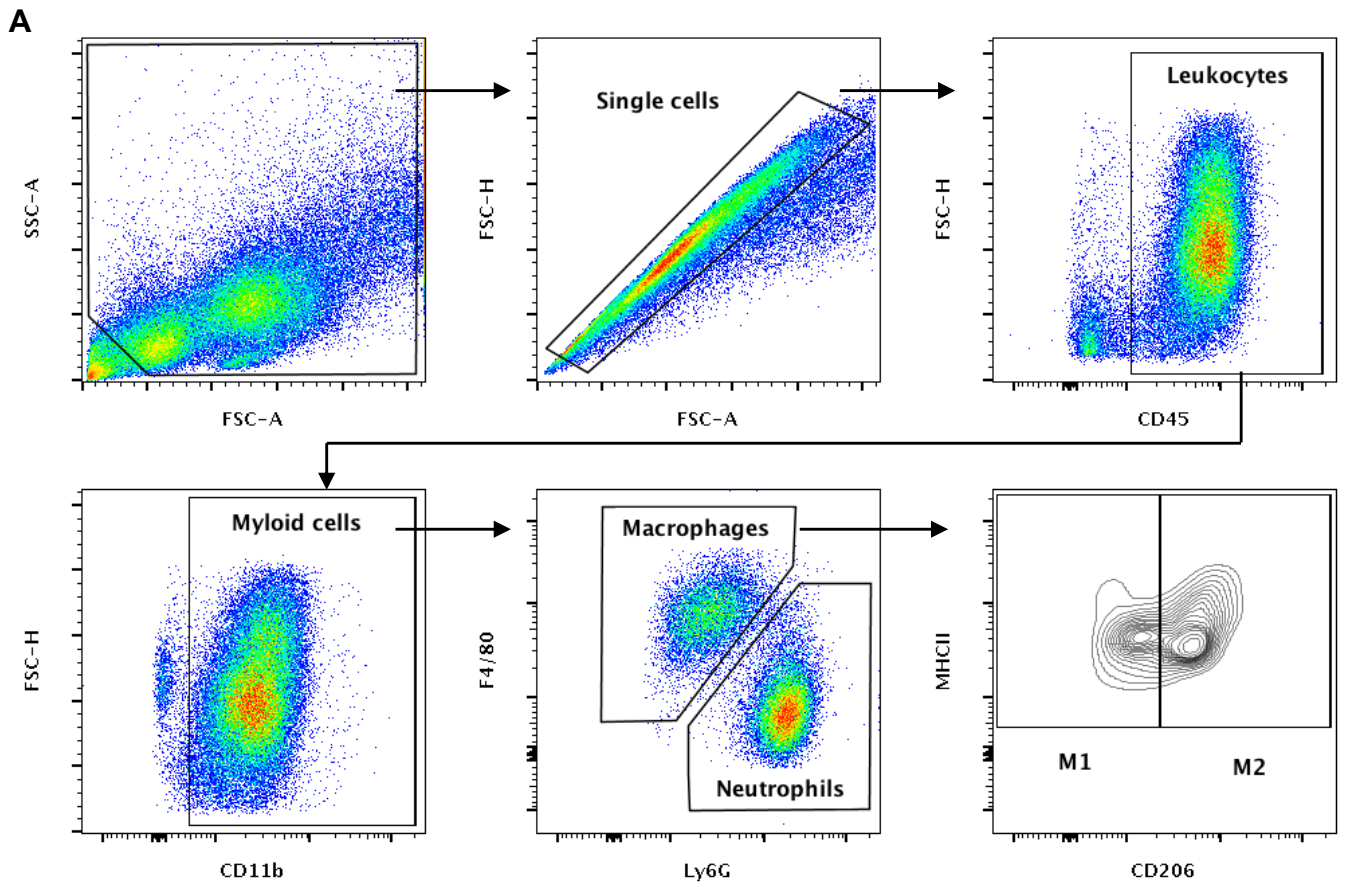 A
SSC-A
FSC-A
Single cells
FSC-H
FSC-A
Leukocytes
FSC-H
CD45
Myloid cells
FSC-H
CD11b
Macrophages
Neutrophils
F4/80
Ly6G
MHCII
M1
M2
CD206